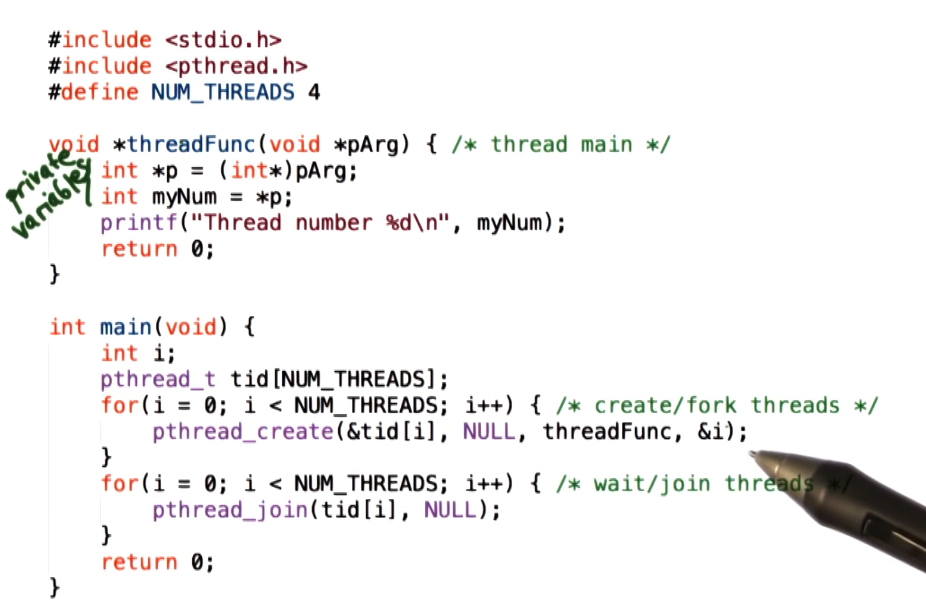 #include <stdio.h>
#include <pthread.h>
#define NUM_THREADS 4
void *threadFunc(void *pArg) { /* thread main */
private
variables
int *p = (int*)pArg;
int myNum = *p;
printf("Thread number %d\n", myNum);
return 0;
}
int main(void) {
int i;
pthread_t tid[NUM_THREADS];
for(i = 0; i < NUM_THREADS; i++) { /* create/fork threads */
pthread_create(&tid[i], NULL, threadFunc, &i);
}
for(i = 0; i < NUM_THREADS; i++) { /* wait/join threads */
pthread_join(tid[i], NULL);
}
return 0;
}